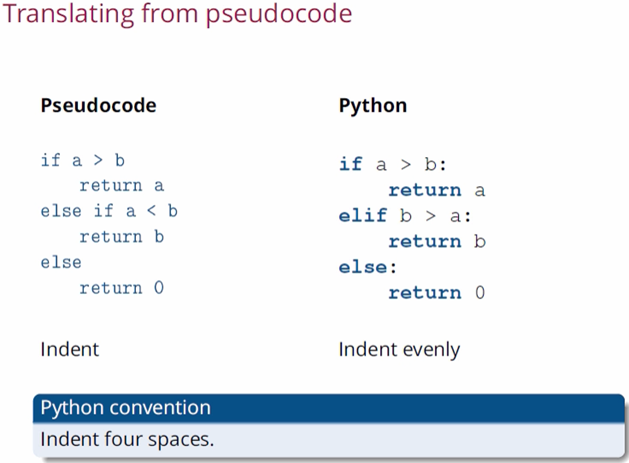 Translating from pseudocode
Pseudocode
if a > b
    return a
else if a < b
    return b
else
    return 0
Indent
Python
if a > b:
    return a
elif b > a:
    return b
else:
    return 0
Indent evenly
Python convention
Indent four spaces.